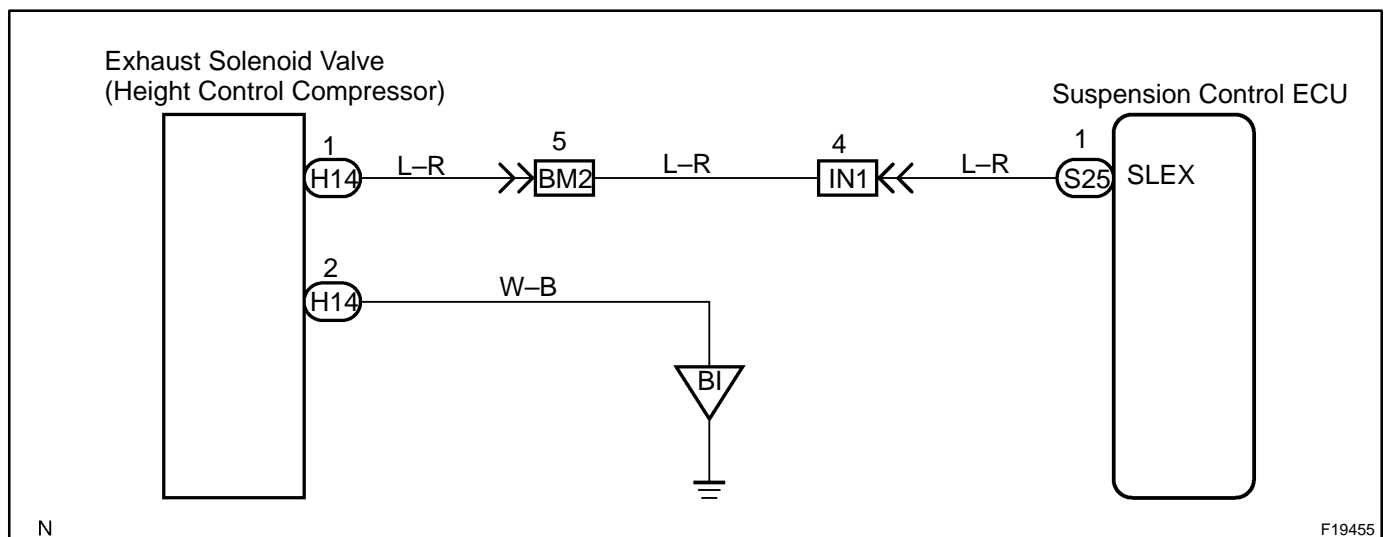 Exhaust Solenoid Valve
(Height Control Compressor)
Suspension Control ECU
1
5
4
1
H14
L–R
BM2
L–R
IN1
L–R
S25
SLEX
2
H14
W–B
BI
N
F19455